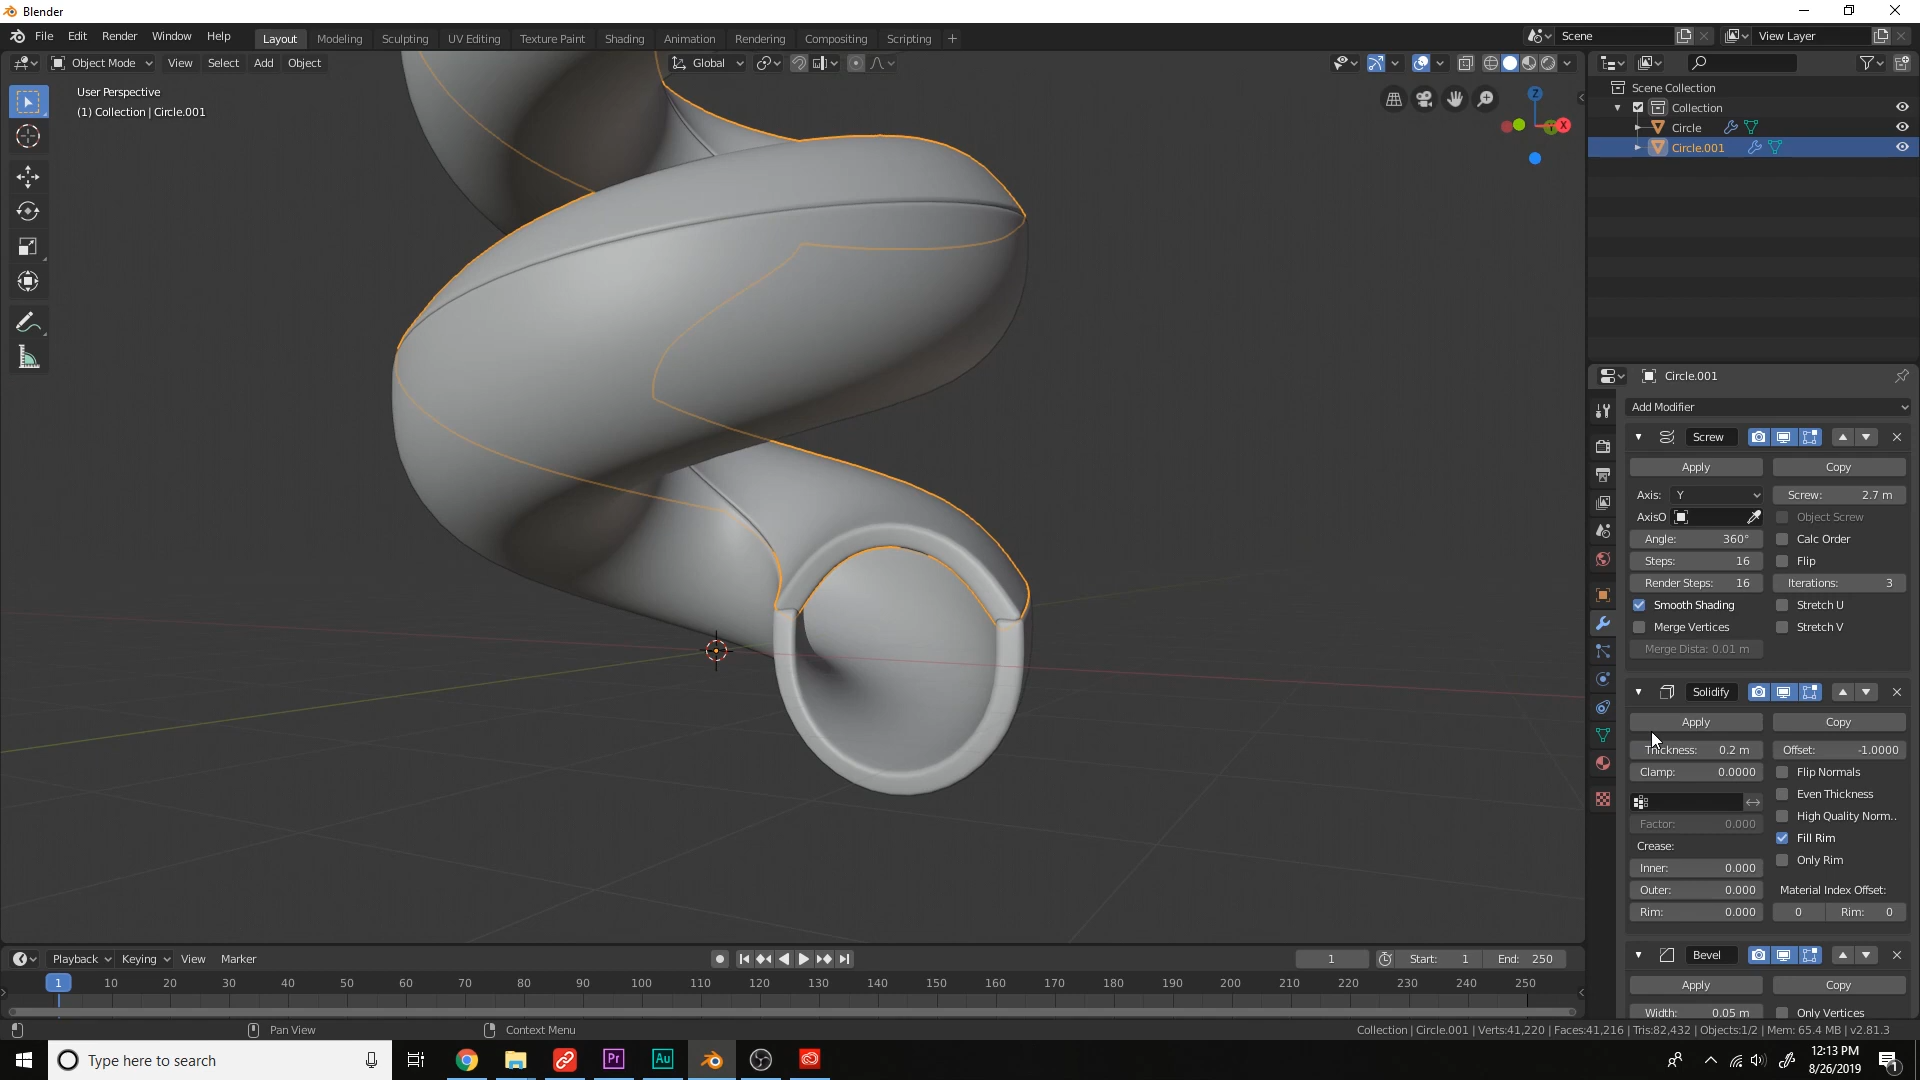 Blender
File Edit Render Window Help Layout Modeling Sculpting UV Editing Texture Paint Shading Animation Rendering Compositing Scripting + Scene View Layer
Object Mode View Select Add Object Global
User Perspective
(1) Collection | Circle.001
Z
Y X
Scene Collection
Collection
Circle
Circle.001
Circle.001
Add Modifier
Screw
Apply Copy
Axis: Y Screw: 2.7 m
AxisO Object Screw
Angle: 360° Calc Order
Steps: 16 Flip
Render Steps: 16 Iterations: 3
Smooth Shading Stretch U
Merge Vertices Stretch V
Merge Dista: 0.01 m
Solidify
Apply Copy
Thickness: 0.2 m Offset: -1.0000
Clamp: 0.0000 Flip Normals
Even Thickness
High Quality Norm..
Factor: 0.000
Fill Rim
Crease:
Only Rim
Inner: 0.000
Outer: 0.000 Material Index Offset:
Rim: 0.000 0 Rim: 0
Bevel
Apply Copy
Width: 0.05 m Only Vertices
Playback Keying View Marker 1 Start: 1 End: 250
1 10 20 30 40 50 60 70 80 90 100 110 120 130 140 150 160 170 180 190 200 210 220 230 240 250
Pan View Context Menu Collection | Circle.001 | Verts:41,220 | Faces:41,216 | Tris:82,432 | Objects:1/2 | Mem: 65.4 MB | v2.81.3
Type here to search Pr Au 12:13 PM
8/26/2019 1